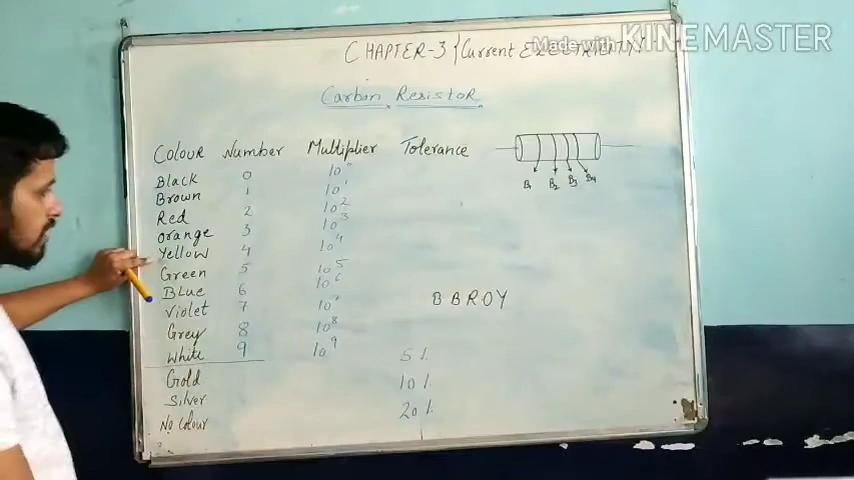 Made with KINEMASTER
CHAPTER-3 {Current ELECTRICITY}
Carbon Resistor
Colour Number Multiplier Tolerance
Black 0 10⁰
Brown 1 10¹
Red 2 10²
Orange 3 10³
Yellow 4 10⁴
Green 5 10⁵
Blue 6 10⁶
Violet 7 10⁷
Grey 8 10⁸
White 9 10⁹
Gold 5%
Silver 10%
No colour 20%
B1 B2 B3 B4
BBROY